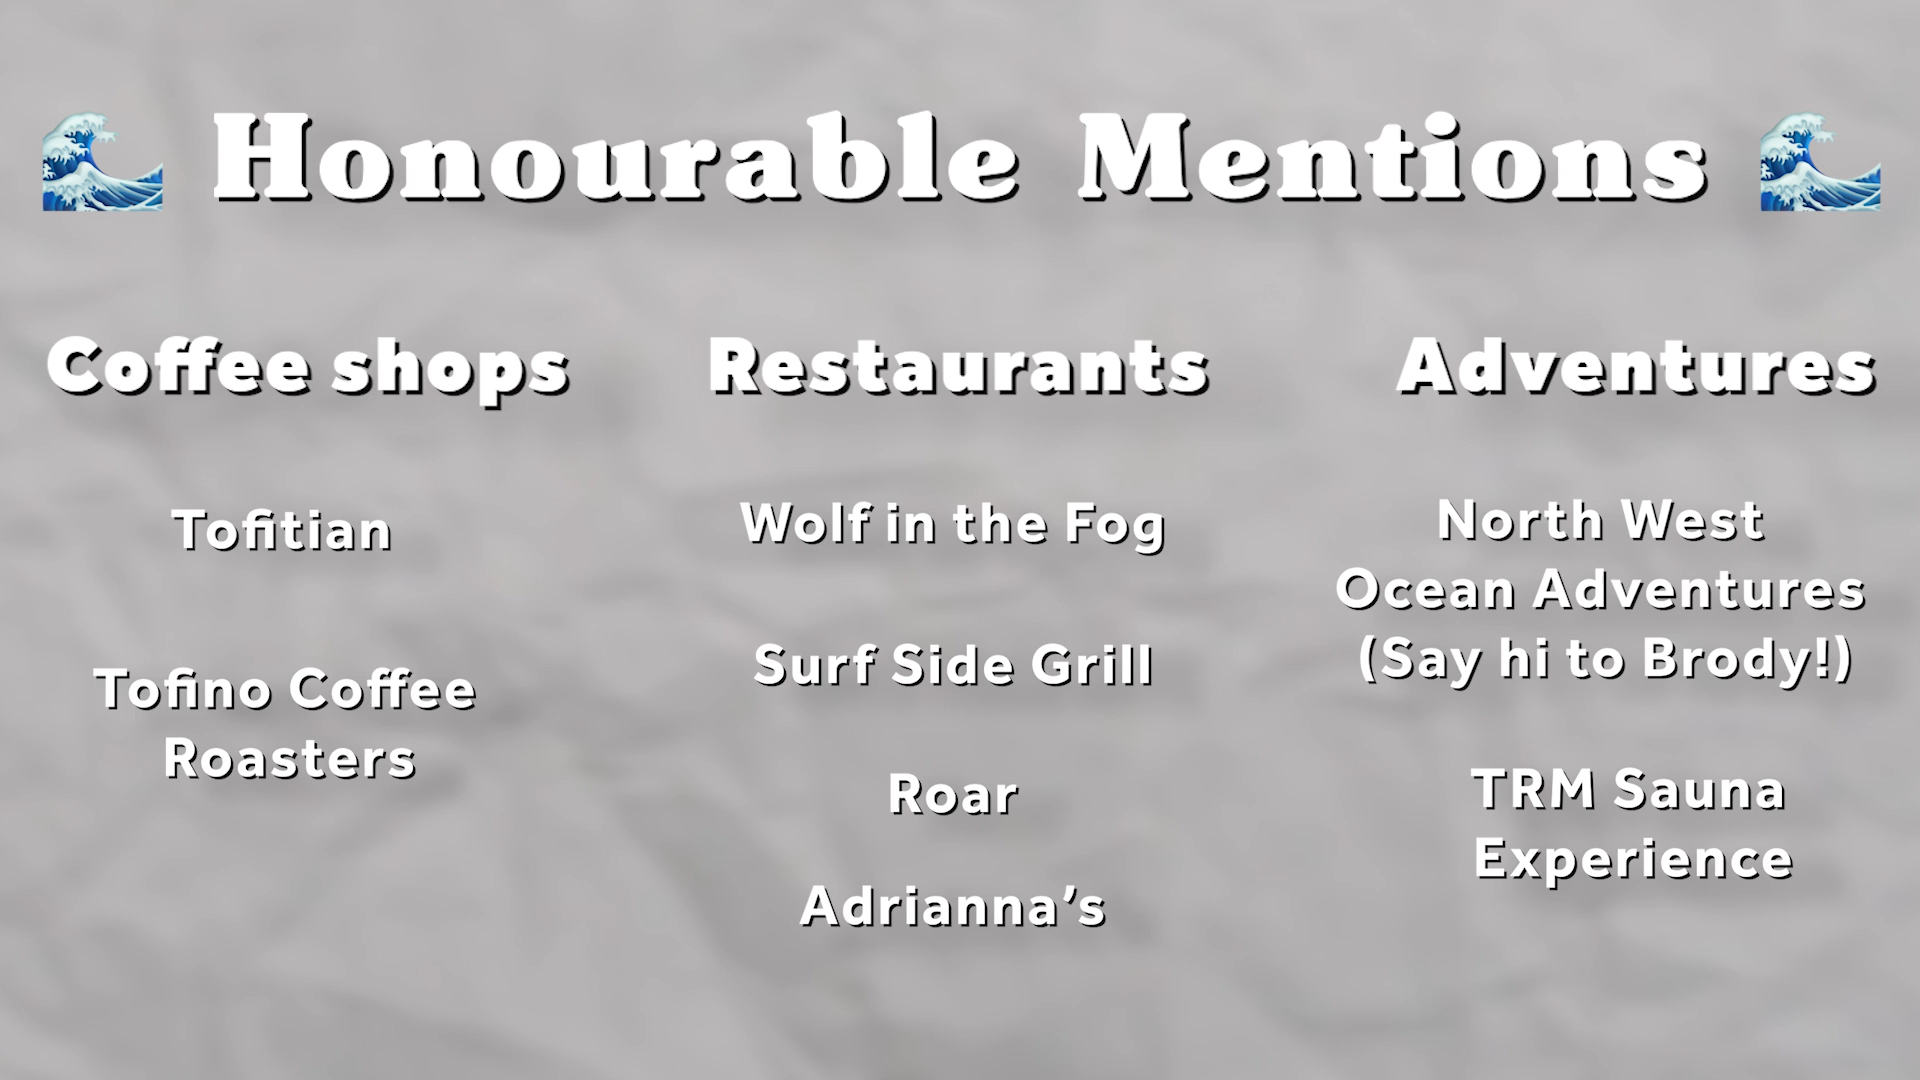 🌊 Honourable Mentions 🌊
Coffee shops
Tofitian
Tofino Coffee
Roasters
Restaurants
Wolf in the Fog
Surf Side Grill
Roar
Adrianna’s
Adventures
North West
Ocean Adventures
(Say hi to Brody!)
TRM Sauna
Experience